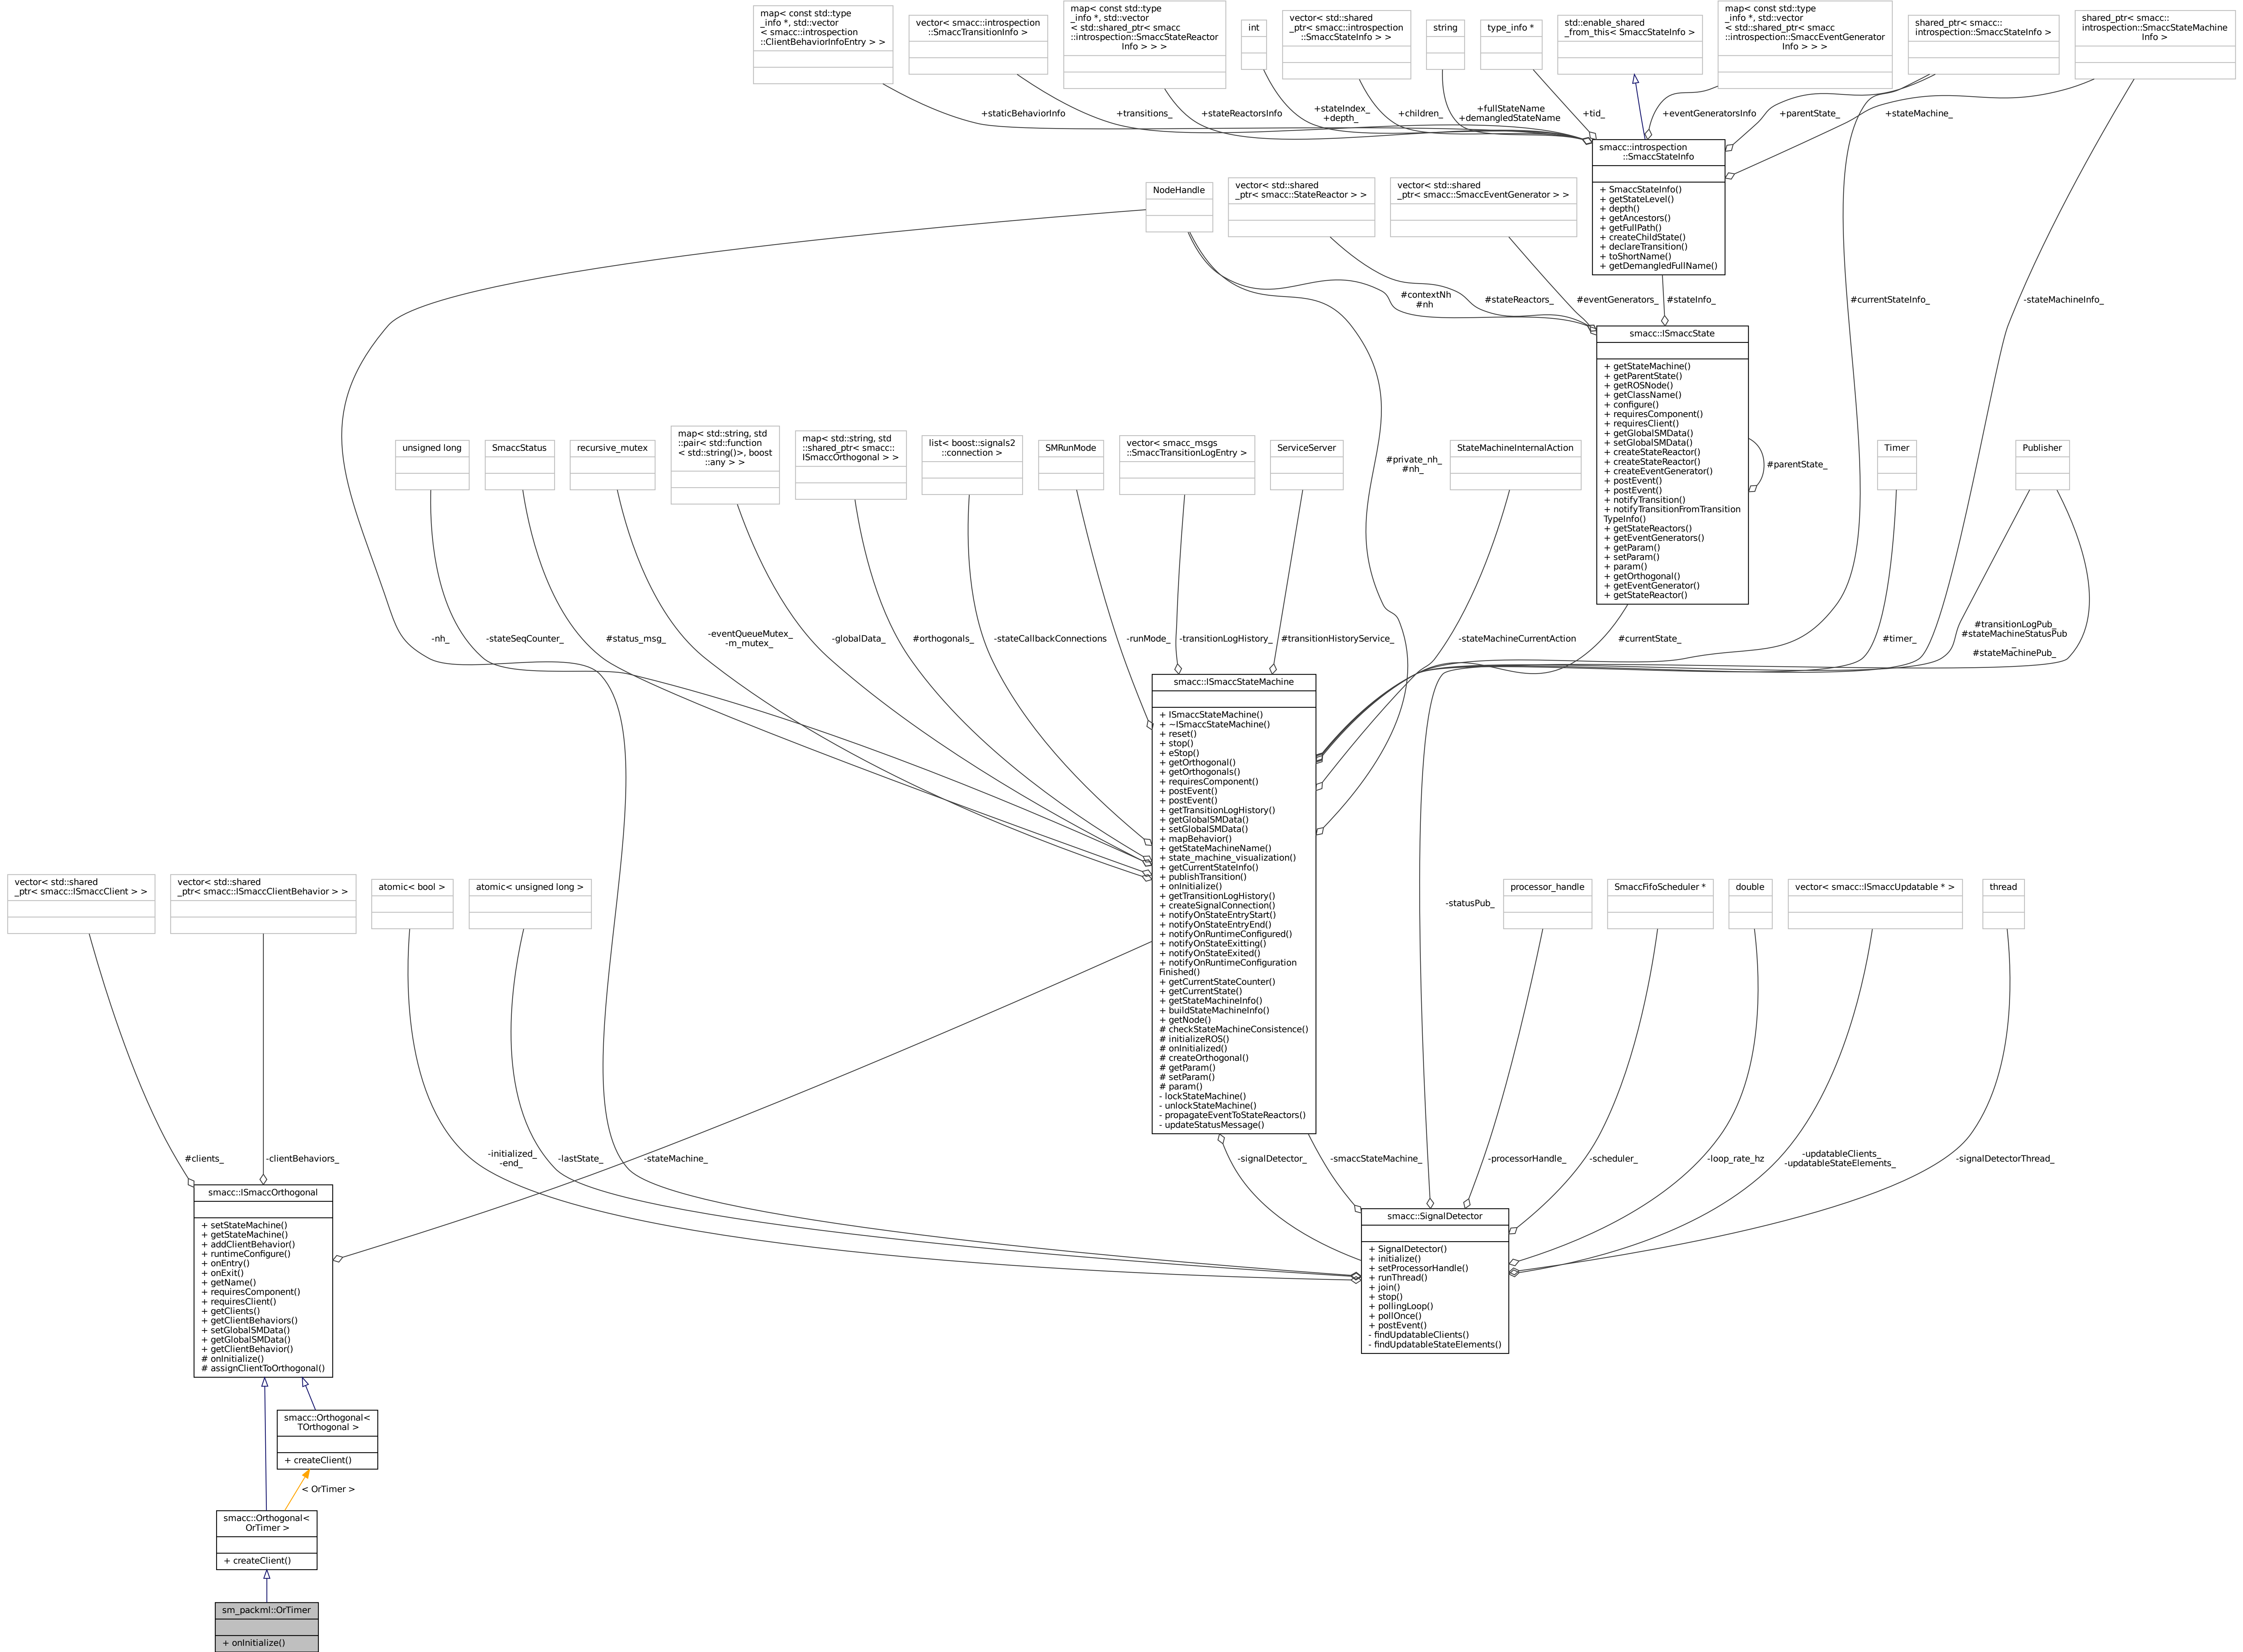 map< const std::type
_info *, std::vector
< smacc::introspection
::ClientBehaviorInfoEntry > >
vector< smacc::introspection
::SmaccTransitionInfo >
map< const std::type
_info *, std::vector
< std::shared_ptr< smacc
::introspection::SmaccStateReactor
Info > > >
int
vector< std::shared
_ptr< smacc::introspection
::SmaccStateInfo > >
string
type_info *
std::enable_shared
_from_this< SmaccStateInfo >
map< const std::type
_info *, std::vector
< std::shared_ptr< smacc
::introspection::SmaccEventGenerator
Info > > >
shared_ptr< smacc::
introspection::SmaccStateInfo >
shared_ptr< smacc::
introspection::SmaccStateMachine
Info >
+staticBehaviorInfo
+transitions_
+stateReactorsInfo
+stateIndex_
+depth_
+children_
+fullStateName
+demangledStateName
+tid_
+eventGeneratorsInfo
+parentState_
+stateMachine_
smacc::introspection
::SmaccStateInfo
+ SmaccStateInfo()
+ getStateLevel()
+ depth()
+ getAncestors()
+ getFullPath()
+ createChildState()
+ declareTransition()
+ toShortName()
+ getDemangledFullName()
NodeHandle
vector< std::shared
_ptr< smacc::StateReactor > >
vector< std::shared
_ptr< smacc::SmaccEventGenerator > >
#contextNh
#nh
#stateReactors_
#eventGenerators_
#stateInfo_
#currentStateInfo_
-stateMachineInfo_
smacc::ISmaccState
+ getStateMachine()
+ getParentState()
+ getROSNode()
+ getClassName()
+ configure()
+ requiresComponent()
+ requiresClient()
+ getGlobalSMData()
+ setGlobalSMData()
+ createStateReactor()
+ createStateReactor()
+ createEventGenerator()
+ postEvent()
+ postEvent()
+ notifyTransition()
+ notifyTransitionFromTransition
TypeInfo()
+ getStateReactors()
+ getEventGenerators()
+ getParam()
+ setParam()
+ param()
+ getOrthogonal()
+ getEventGenerator()
+ getStateReactor()
#parentState_
unsigned long
SmaccStatus
recursive_mutex
map< std::string, std
::pair< std::function
< std::string()>, boost
::any > >
map< std::string, std
::shared_ptr< smacc::
ISmaccOrthogonal > >
list< boost::signals2
::connection >
SMRunMode
vector< smacc_msgs
::SmaccTransitionLogEntry >
ServiceServer
#private_nh_
#nh_
StateMachineInternalAction
Timer
Publisher
-nh_
-stateSeqCounter_
#status_msg_
-eventQueueMutex_
-m_mutex_
-globalData_
#orthogonals_
-stateCallbackConnections
-runMode_
-transitionLogHistory_
#transitionHistoryService_
-stateMachineCurrentAction
#currentState_
#timer_
#transitionLogPub_
#stateMachineStatusPub
_
#stateMachinePub_
smacc::ISmaccStateMachine
+ ISmaccStateMachine()
+ ~ISmaccStateMachine()
+ reset()
+ stop()
+ eStop()
+ getOrthogonal()
+ getOrthogonals()
+ requiresComponent()
+ postEvent()
+ postEvent()
+ getTransitionLogHistory()
+ getGlobalSMData()
+ setGlobalSMData()
+ mapBehavior()
+ getStateMachineName()
+ state_machine_visualization()
+ getCurrentStateInfo()
+ publishTransition()
+ onInitialize()
+ getTransitionLogHistory()
+ createSignalConnection()
+ notifyOnStateEntryStart()
+ notifyOnStateEntryEnd()
+ notifyOnRuntimeConfigured()
+ notifyOnStateExitting()
+ notifyOnStateExited()
+ notifyOnRuntimeConfiguration
Finished()
+ getCurrentStateCounter()
+ getCurrentState()
+ getStateMachineInfo()
+ buildStateMachineInfo()
+ getNode()
# checkStateMachineConsistence()
# initializeROS()
# onInitialized()
# createOrthogonal()
# getParam()
# setParam()
# param()
- lockStateMachine()
- unlockStateMachine()
- propagateEventToStateReactors()
- updateStatusMessage()
vector< std::shared
_ptr< smacc::ISmaccClient > >
vector< std::shared
_ptr< smacc::ISmaccClientBehavior > >
atomic< bool >
atomic< unsigned long >
-statusPub_
processor_handle
SmaccFifoScheduler *
double
vector< smacc::ISmaccUpdatable * >
thread
#clients_
-clientBehaviors_
-initialized_
-end_
-lastState_
-stateMachine_
-signalDetector_
-smaccStateMachine_
-processorHandle_
-scheduler_
-loop_rate_hz
-updatableClients_
-updatableStateElements_
-signalDetectorThread_
smacc::ISmaccOrthogonal
+ setStateMachine()
+ getStateMachine()
+ addClientBehavior()
+ runtimeConfigure()
+ onEntry()
+ onExit()
+ getName()
+ requiresComponent()
+ requiresClient()
+ getClients()
+ getClientBehaviors()
+ setGlobalSMData()
+ getGlobalSMData()
+ getClientBehavior()
# onInitialize()
# assignClientToOrthogonal()
smacc::SignalDetector
+ SignalDetector()
+ initialize()
+ setProcessorHandle()
+ runThread()
+ join()
+ stop()
+ pollingLoop()
+ pollOnce()
+ postEvent()
- findUpdatableClients()
- findUpdatableStateElements()
smacc::Orthogonal<
TOrthogonal >
+ createClient()
< OrTimer >
smacc::Orthogonal<
OrTimer >
+ createClient()
sm_packml::OrTimer
+ onInitialize()